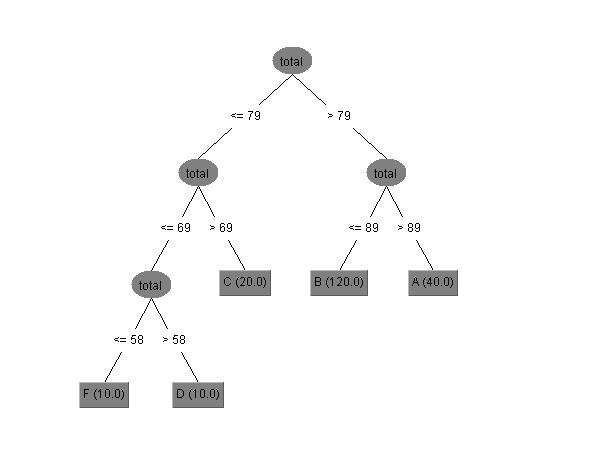 total
<= 79
> 79
total
total
<= 69
> 69
<= 89
> 89
total
C (20.0)
B (120.0)
A (40.0)
<= 58
> 58
F (10.0)
D (10.0)